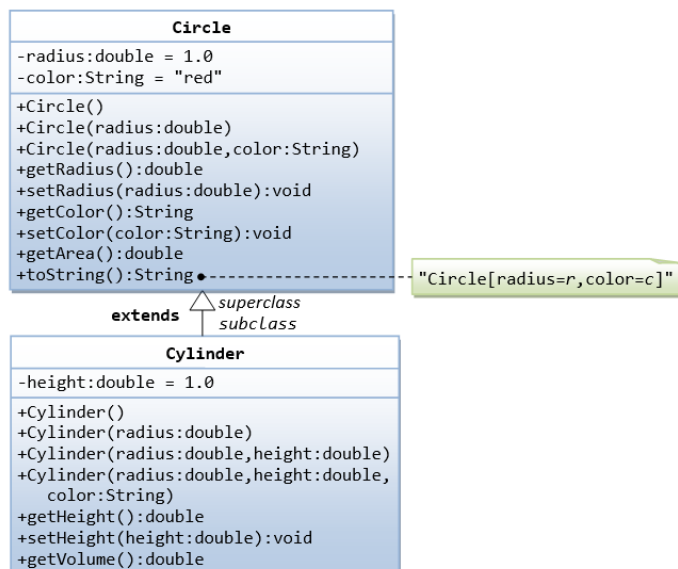 Circle
-radius:double = 1.0
-color:String = "red"
+Circle()
+Circle(radius:double)
+Circle(radius:double,color:String)
+getRadius():double
+setRadius(radius:double):void
+getColor():String
+setColor(color:String):void
+getArea():double
+toString():String
"Circle[radius=r,color=c]"
superclass
extends
subclass
Cylinder
-height:double = 1.0
+Cylinder()
+Cylinder(radius:double)
+Cylinder(radius:double,height:double)
+Cylinder(radius:double,height:double,
color:String)
+getHeight():double
+setHeight(height:double):void
+getVolume():double